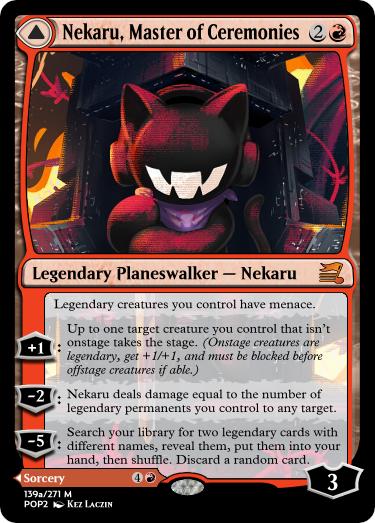 Nekaru, Master of Ceremonies 2
Legendary Planeswalker — Nekaru
Legendary creatures you control have menace.
+1: Up to one target creature you control that isn't
onstage takes the stage. (Onstage creatures are
legendary, get +1/+1, and must be blocked before
offstage creatures if able.)
-2: Nekaru deals damage equal to the number of
legendary permanents you control to any target.
-5: Search your library for two legendary cards with
different names, reveal them, put them into your
hand, then shuffle. Discard a random card.
Sorcery 4
3
139a/271 M
POP2 Kez Laczin